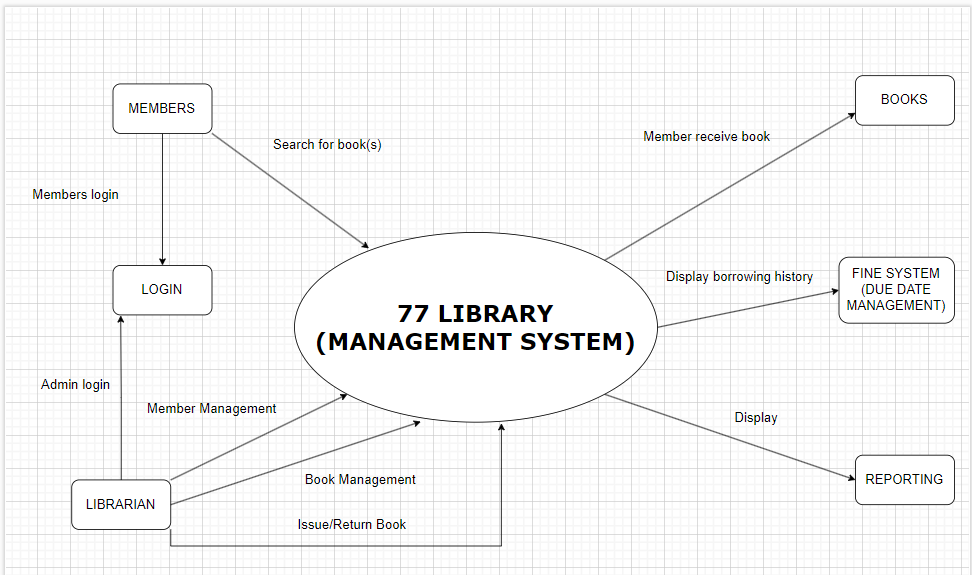 MEMBERS
BOOKS
Search for book(s)
Member receive book
Members login
Display borrowing history
FINE SYSTEM
(DUE DATE
MANAGEMENT)
LOGIN
77 LIBRARY
(MANAGEMENT SYSTEM)
Admin login
Member Management
Display
Book Management
REPORTING
LIBRARIAN
Issue/Return Book